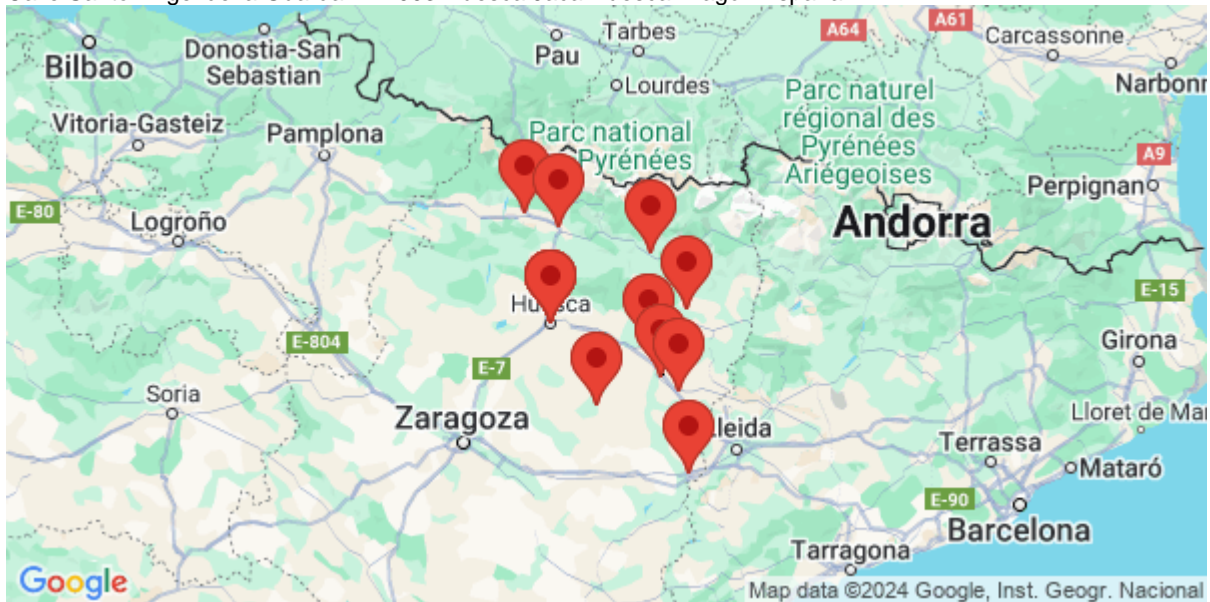 Tarbes
A64
A61
Carcassonne
Donostia-San
Sebastian
Pau
Bilbao
Lourdes
Narbonn
Parc naturel
régional des
Pyrénées
Ariégeoises
Vitoria-Gasteiz
Pamplona
Parc national
Pyrénées
A9
Perpignan
E-80
Logroño
Andorra
E-15
Huesca
E-804
Girona
E-7
Soria
Zaragoza
Lleida
Lloret de Mar
Terrassa
Mataró
E-90
Barcelona
Tarragona
Google
Map data ©2024 Google, Inst. Geogr. Nacional